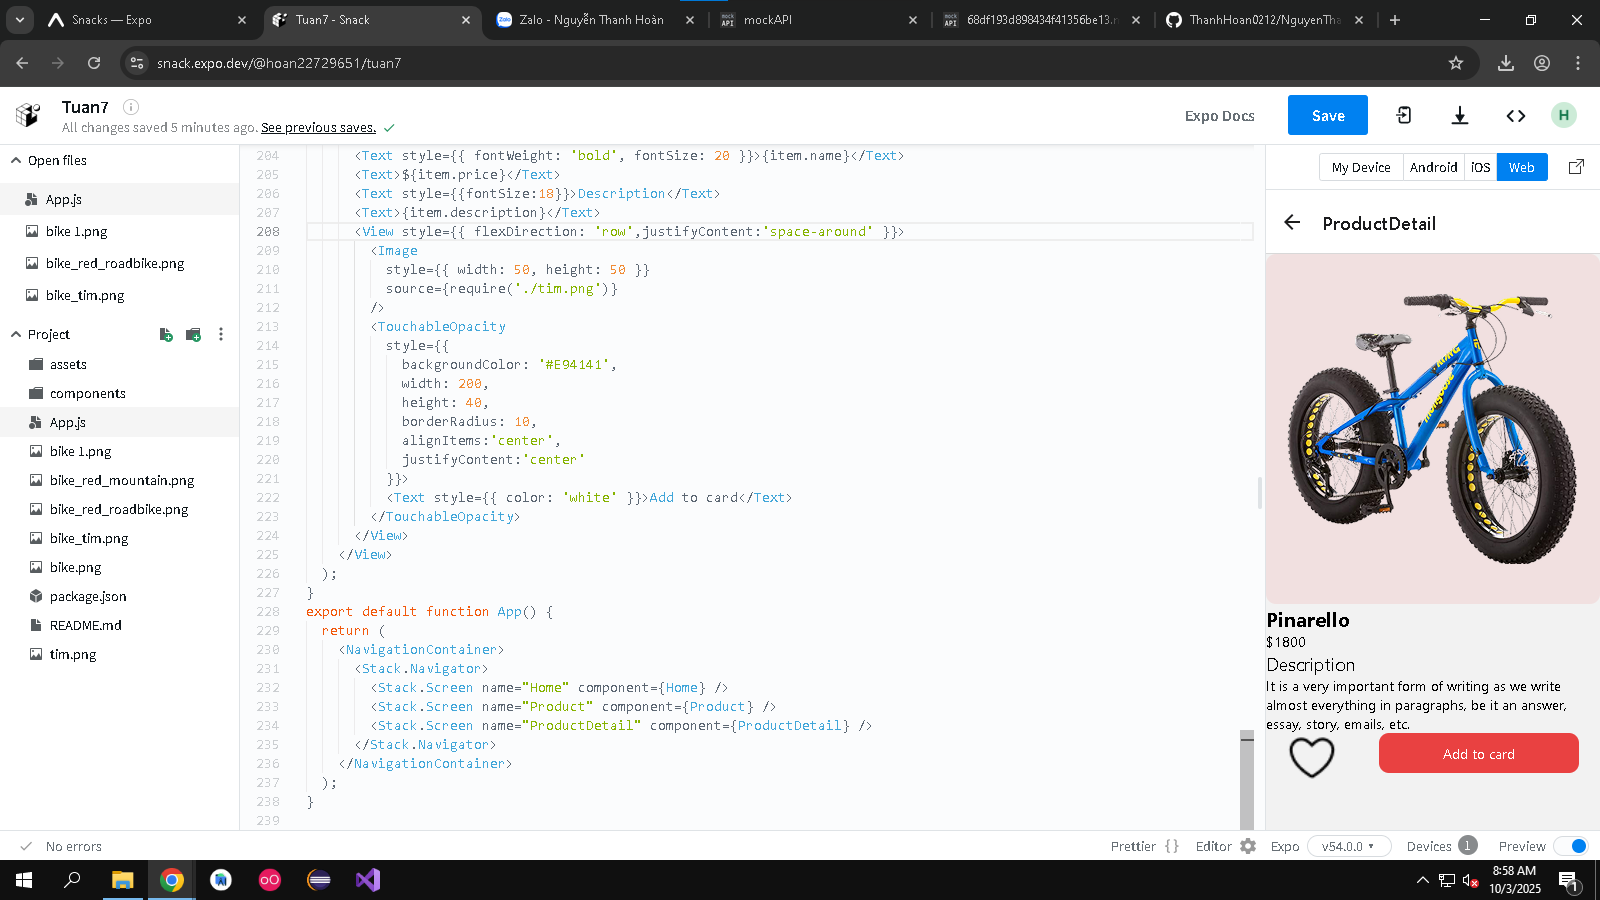 Snacks — Expo
Tuan7 - Snack
Zalo - Nguyễn Thanh Hoàn
mockAPI
68df193d898434f41356be13.m
ThanhHoan0212/NguyenTha
snack.expo.dev/@hoan22729651/tuan7
Tuan7
All changes saved 5 minutes ago. See previous saves.
Expo Docs
Save
H
Open files
App.js
bike 1.png
bike_red_roadbike.png
bike_tim.png
Project
assets
components
App.js
bike 1.png
bike_red_mountain.png
bike_red_roadbike.png
bike_tim.png
bike.png
package.json
README.md
tim.png
204 <Text style={{ fontWeight: 'bold', fontSize: 20 }}>{item.name}</Text>
205 <Text>${item.price}</Text>
206 <Text style={{fontSize:18}}>Description</Text>
207 <Text>{item.description}</Text>
208 <View style={{ flexDirection: 'row',justifyContent:'space-around' }}>
209 <Image
210 style={{ width: 50, height: 50 }}
211 source={require('./tim.png')}
212 />
213 <TouchableOpacity
214 style={{
215 backgroundColor: '#E94141',
216 width: 200,
217 height: 40,
218 borderRadius: 10,
219 alignItems:'center',
220 justifyContent:'center'
221 }}>
222 <Text style={{ color: 'white' }}>Add to card</Text>
223 </TouchableOpacity>
224 </View>
225 </View>
226 );
227 }
228 export default function App() {
229 return (
230 <NavigationContainer>
231 <Stack.Navigator>
232 <Stack.Screen name="Home" component={Home} />
233 <Stack.Screen name="Product" component={Product} />
234 <Stack.Screen name="ProductDetail" component={ProductDetail} />
235 </Stack.Navigator>
236 </NavigationContainer>
237 );
238 }
239
My Device
Android
iOS
Web
ProductDetail
Pinarello
$1800
Description
It is a very important form of writing as we write
almost everything in paragraphs, be it an answer,
essay, story, emails, etc.
Add to card
No errors
Prettier {}
Editor
Expo
v54.0.0
Devices 1
Preview
8:58 AM
10/3/2025
1